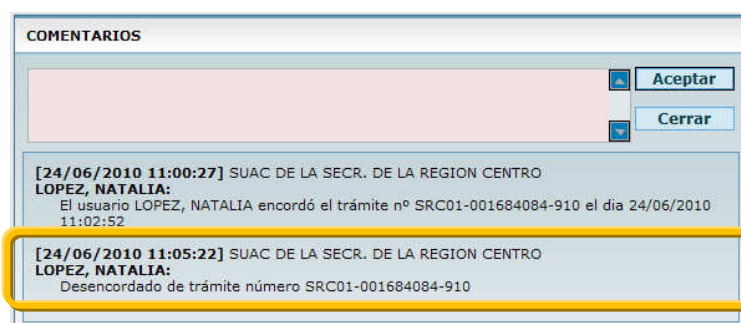 COMENTARIOS
Aceptar
Cerrar
[24/06/2010 11:00:27] SUAC DE LA SECR. DE LA REGION CENTRO
LOPEZ, NATALIA:
El usuario LOPEZ, NATALIA encordó el trámite nº SRC01-001684084-910 el dia 24/06/2010
11:02:52
[24/06/2010 11:05:22] SUAC DE LA SECR. DE LA REGION CENTRO
LOPEZ, NATALIA:
Desencordado de trámite número SRC01-001684084-910